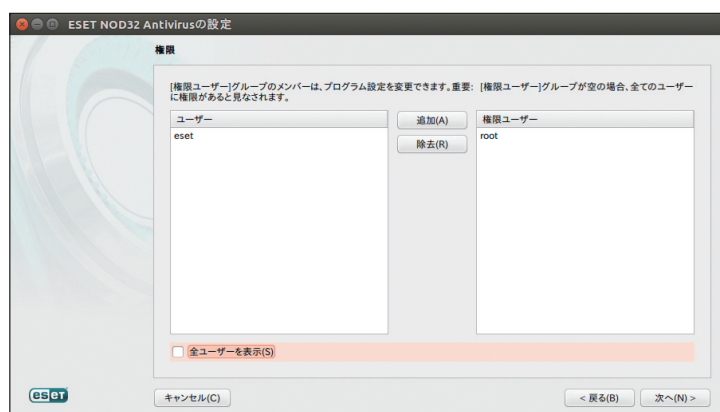 ESET NOD32 Antivirusの設定
権限
[権限ユーザー]グループのメンバーは、プログラム設定を変更できます。重要: [権限ユーザー]グループが空の場合、全てのユーザー
に権限があると見なされます。
ユーザー
追加(A)
権限ユーザー
eset
除去(R)
root
全ユーザーを表示(S)
eset
キャンセル(C)
< 戻る(B)
次へ(N) >